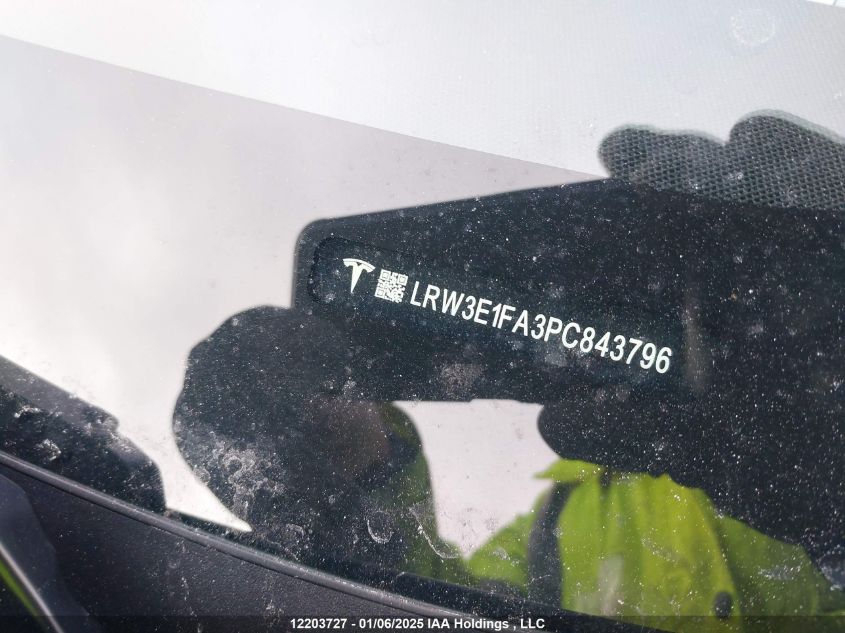 LRW3E1FA3PC843796
12203727 - 01/06/2025 IAA Holdings , LLC